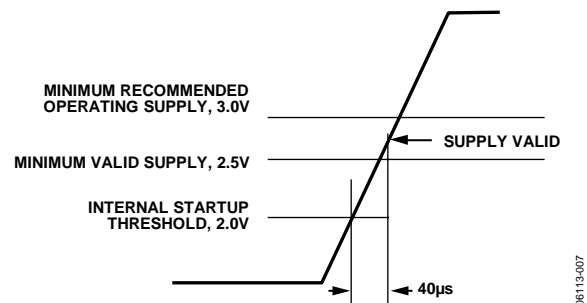 MINIMUM RECOMMENDED
OPERATING SUPPLY, 3.0V
SUPPLY VALID
MINIMUM VALID SUPPLY, 2.5V
INTERNAL STARTUP
THRESHOLD, 2.0V
40µs
06113-007